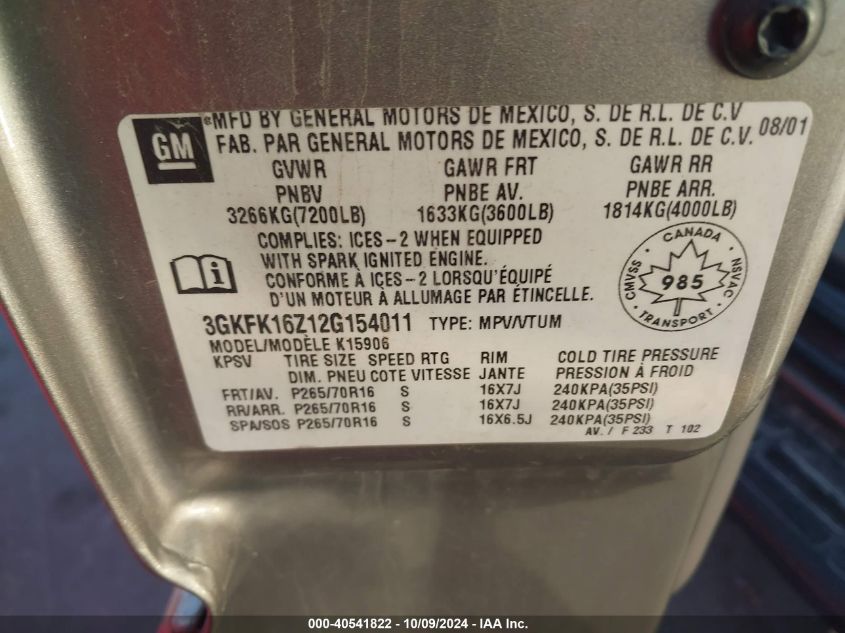 GM
®MFD BY GENERAL MOTORS DE MEXICO, S. DE R.L. DE C.V
FAB. PAR GENERAL MOTORS DE MEXICO, S. DE R.L. DE C.V. 08/01
GVWR GAWR FRT GAWR RR
PNBV PNBE AV. PNBE ARR.
3266KG(7200LB) 1633KG(3600LB) 1814KG(4000LB)
COMPLIES: ICES-2 WHEN EQUIPPED
WITH SPARK IGNITED ENGINE.
CONFORME À ICES-2 LORSQU'ÉQUIPÉ
D'UN MOTEUR À ALLUMAGE PAR ÉTINCELLE.
CANADA
CMVSS 985 NSVAC
TRANSPORT
3GKFK16Z12G154011 TYPE: MPV/VTUM
MODEL/MODÈLE K15906
KPSV TIRE SIZE SPEED RTG RIM COLD TIRE PRESSURE
DIM. PNEU COTE VITESSE JANTE PRESSION À FROID
FRT/AV. P265/70R16 S 16X7J 240KPA(35PSI)
RR/ARR. P265/70R16 S 16X7J 240KPA(35PSI)
SPA/SOS P265/70R16 S 16X6.5J 240KPA(35PSI)
AV. / F 233 T 102
000-40541822 - 10/09/2024 - IAA Inc.